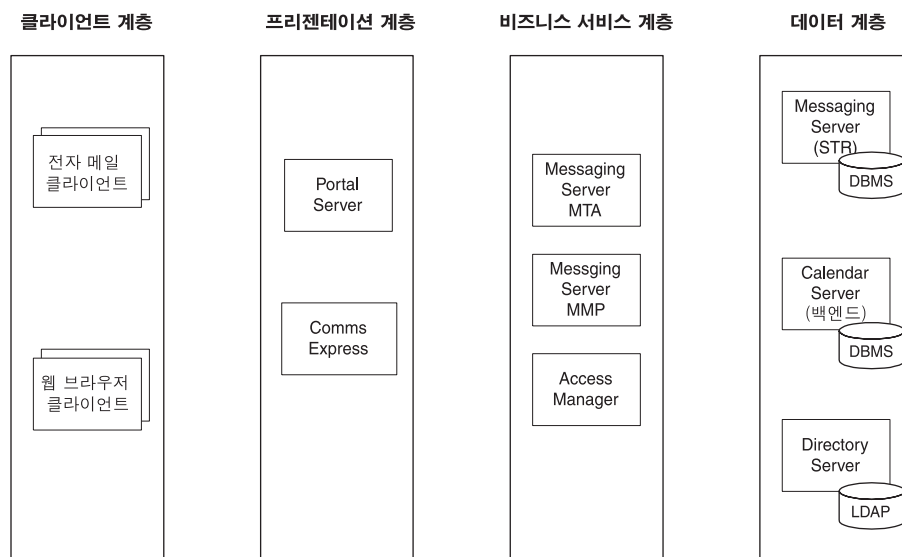 클라이언트 계층
전자 메일
클라이언트
웹 브라우저
클라이언트
프리젠테이션 계층
Portal
Server
Comms
Express
비즈니스 서비스 계층
Messaging
Server
MTA
Messging
Server
MMP
Access
Manager
데이터 계층
Messaging
Server
(STR)
DBMS
Calendar
Server
(백엔드)
DBMS
Directory
Server
LDAP